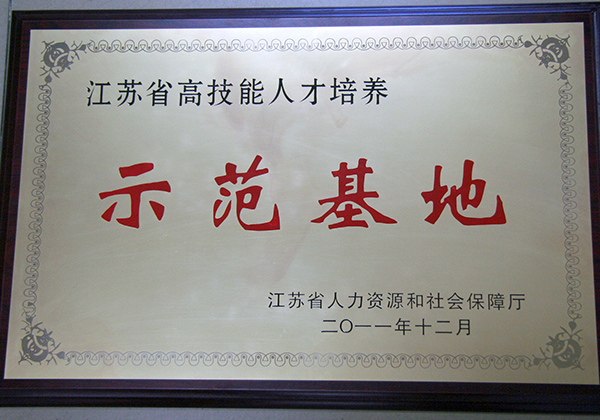 江苏省高技能人才培养
示范基地
江苏省人力资源和社会保障厅
二〇一一年十二月